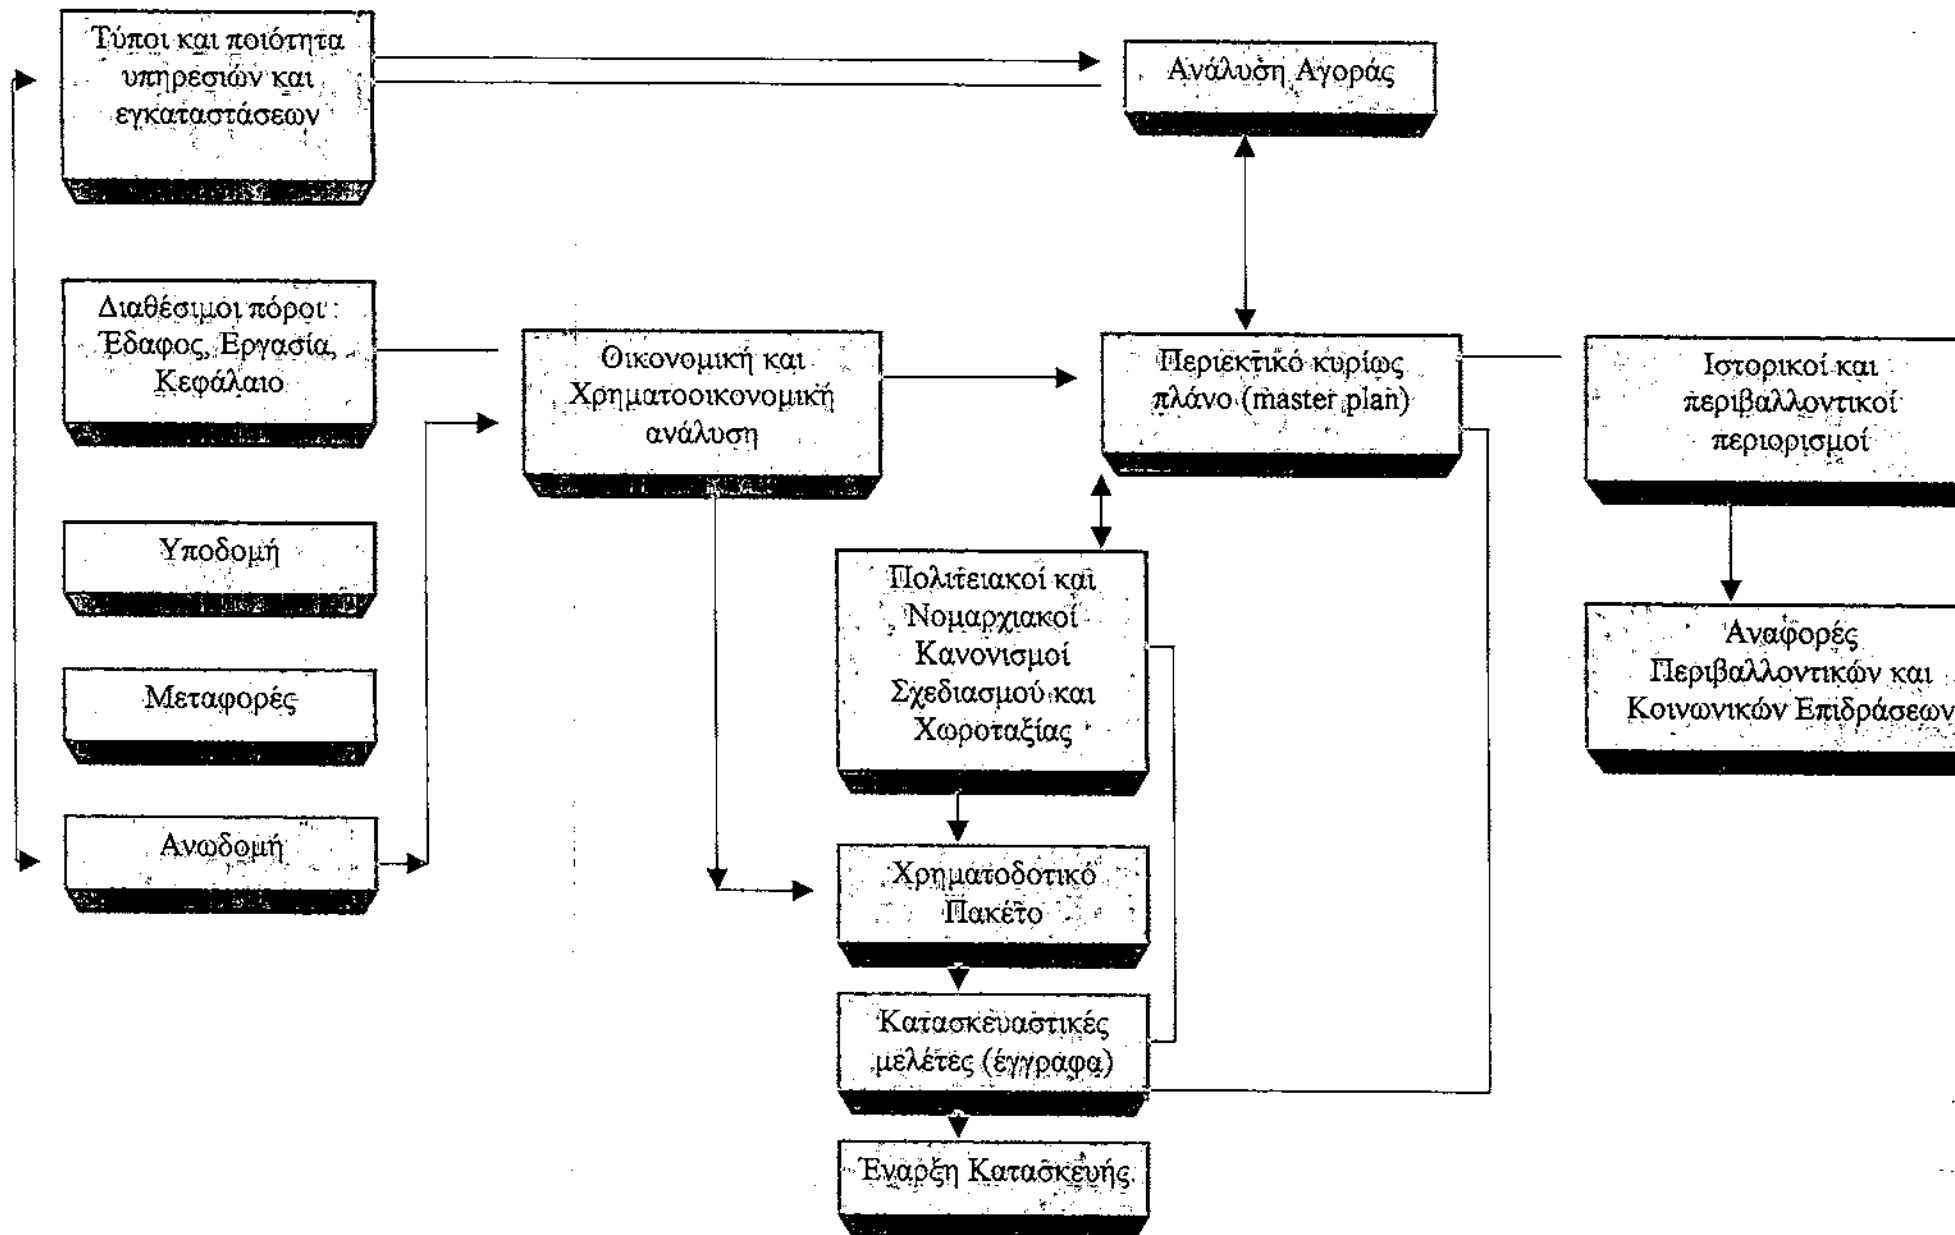 Τύποι και ποιότητα
υπηρεσιών και
εγκαταστάσεων
Ανάλυση Αγοράς
Διαθέσιμοι πόροι :
Έδαφος, Εργασία,
Κεφάλαιο
Οικονομική και
Χρηματοοικονομική
ανάλυση
Περιεκτικό κυρίως
πλάνο (master plan)
Ιστορικοί και
περιβαλλοντικοί
περιορισμοί
Υποδομή
Μεταφορές
Ανωδομή
Πολιτειακοί και
Νομαρχιακοί
Κανονισμοί
Σχεδιασμού και
Χωροταξίας
Αναφορές
Περιβαλλοντικών και
Κοινωνικών Επιδράσεων
Χρηματοδοτικό
Πακέτο
Κατασκευαστικές
μελέτες (έγγραφα)
Έναρξη Κατασκευής